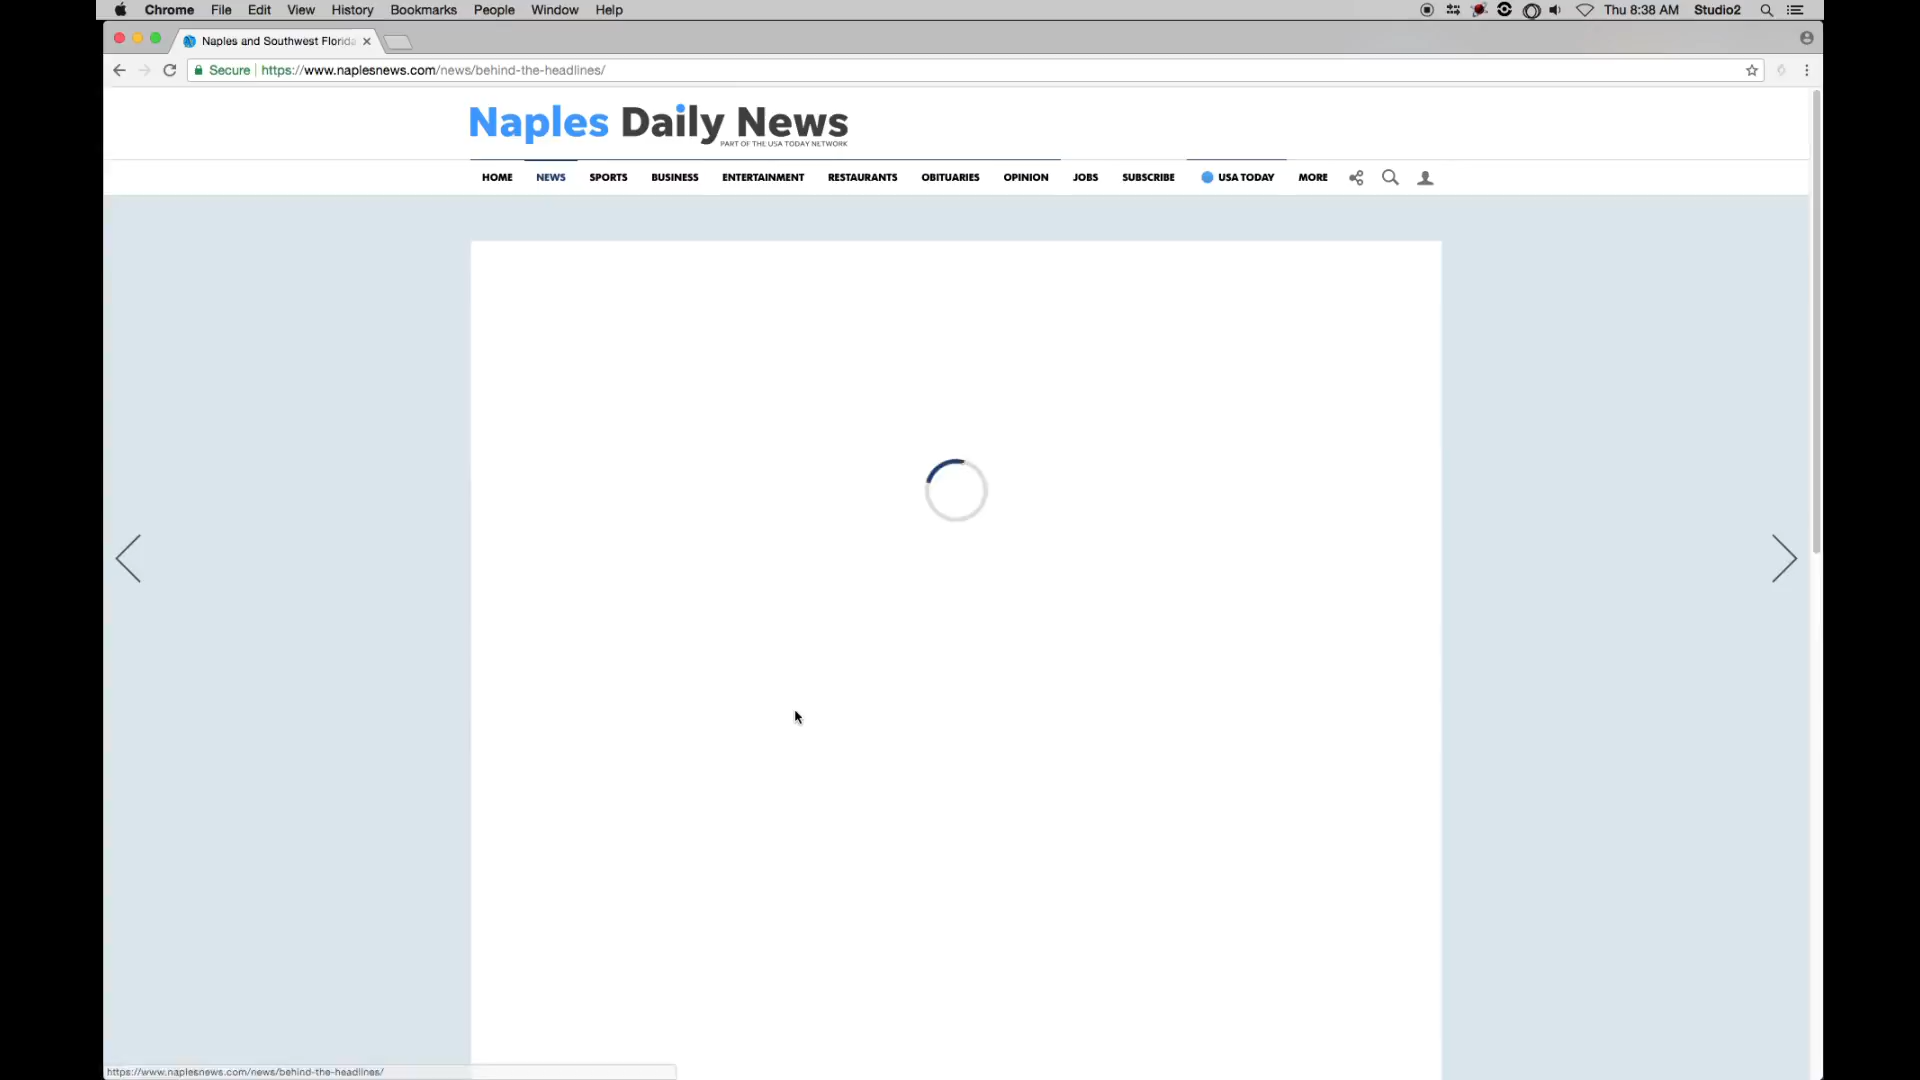 Chrome File Edit View History Bookmarks People Window Help Thu 8:38 AM Studio2
Naples and Southwest Florida
Secure https://www.naplesnews.com/news/behind-the-headlines/
Naples Daily News
PART OF THE USA TODAY NETWORK
HOME NEWS SPORTS BUSINESS ENTERTAINMENT RESTAURANTS OBITUARIES OPINION JOBS SUBSCRIBE USA TODAY MORE
https://www.naplesnews.com/news/behind-the-headlines/